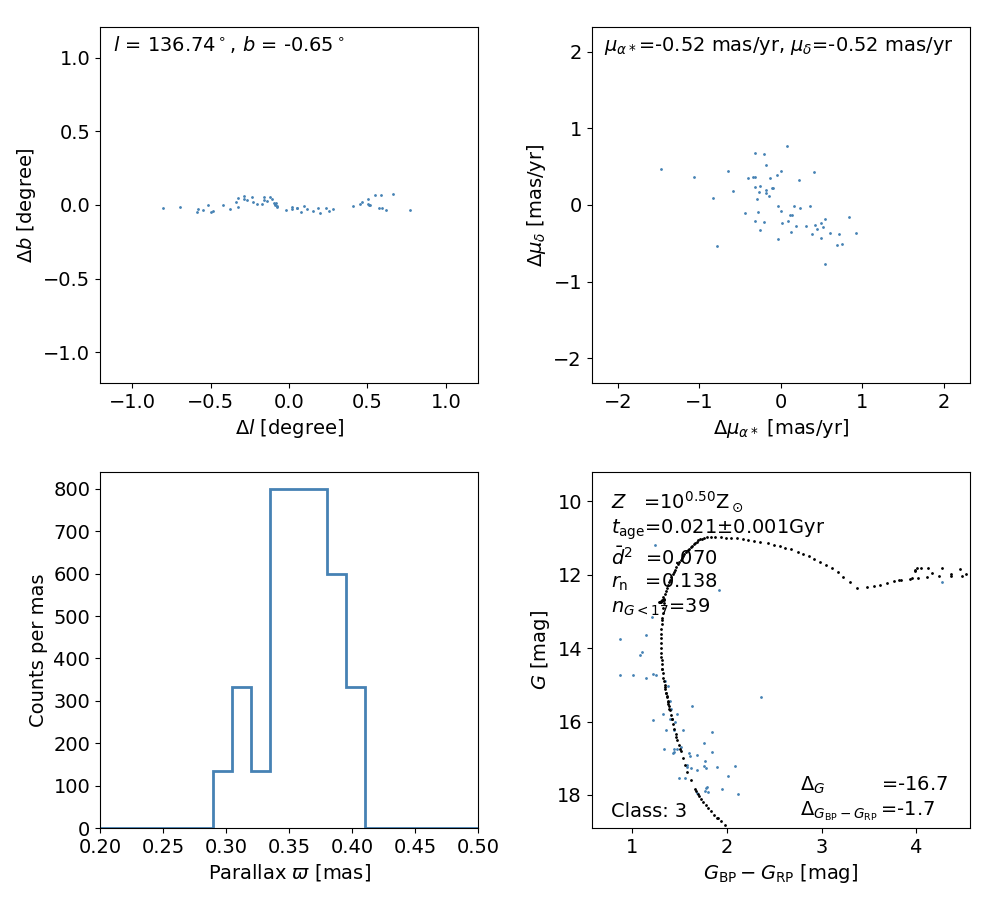 l = 136.74°, b = -0.65°
1.0
0.5
0.0
−0.5
−1.0
Δb [degree]
−1.0 −0.5 0.0 0.5 1.0
Δl [degree]
μα*=-0.52 mas/yr, μδ=-0.52 mas/yr
2
1
0
−1
−2
Δμδ [mas/yr]
−2 −1 0 1 2
Δμα* [mas/yr]
800
700
600
500
400
300
200
100
0
Counts per mas
0.20 0.25 0.30 0.35 0.40 0.45 0.50
Parallax ϖ [mas]
Z =10^0.50 Z⊙
t_age=0.021±0.001Gyr
d̄² =0.070
r_n =0.138
n_G<17=39
10
12
14
16
18
G [mag]
Δ_G =-16.7
Class: 3 Δ_GBP−GRP =-1.7
1 2 3 4
G_BP − G_RP [mag]